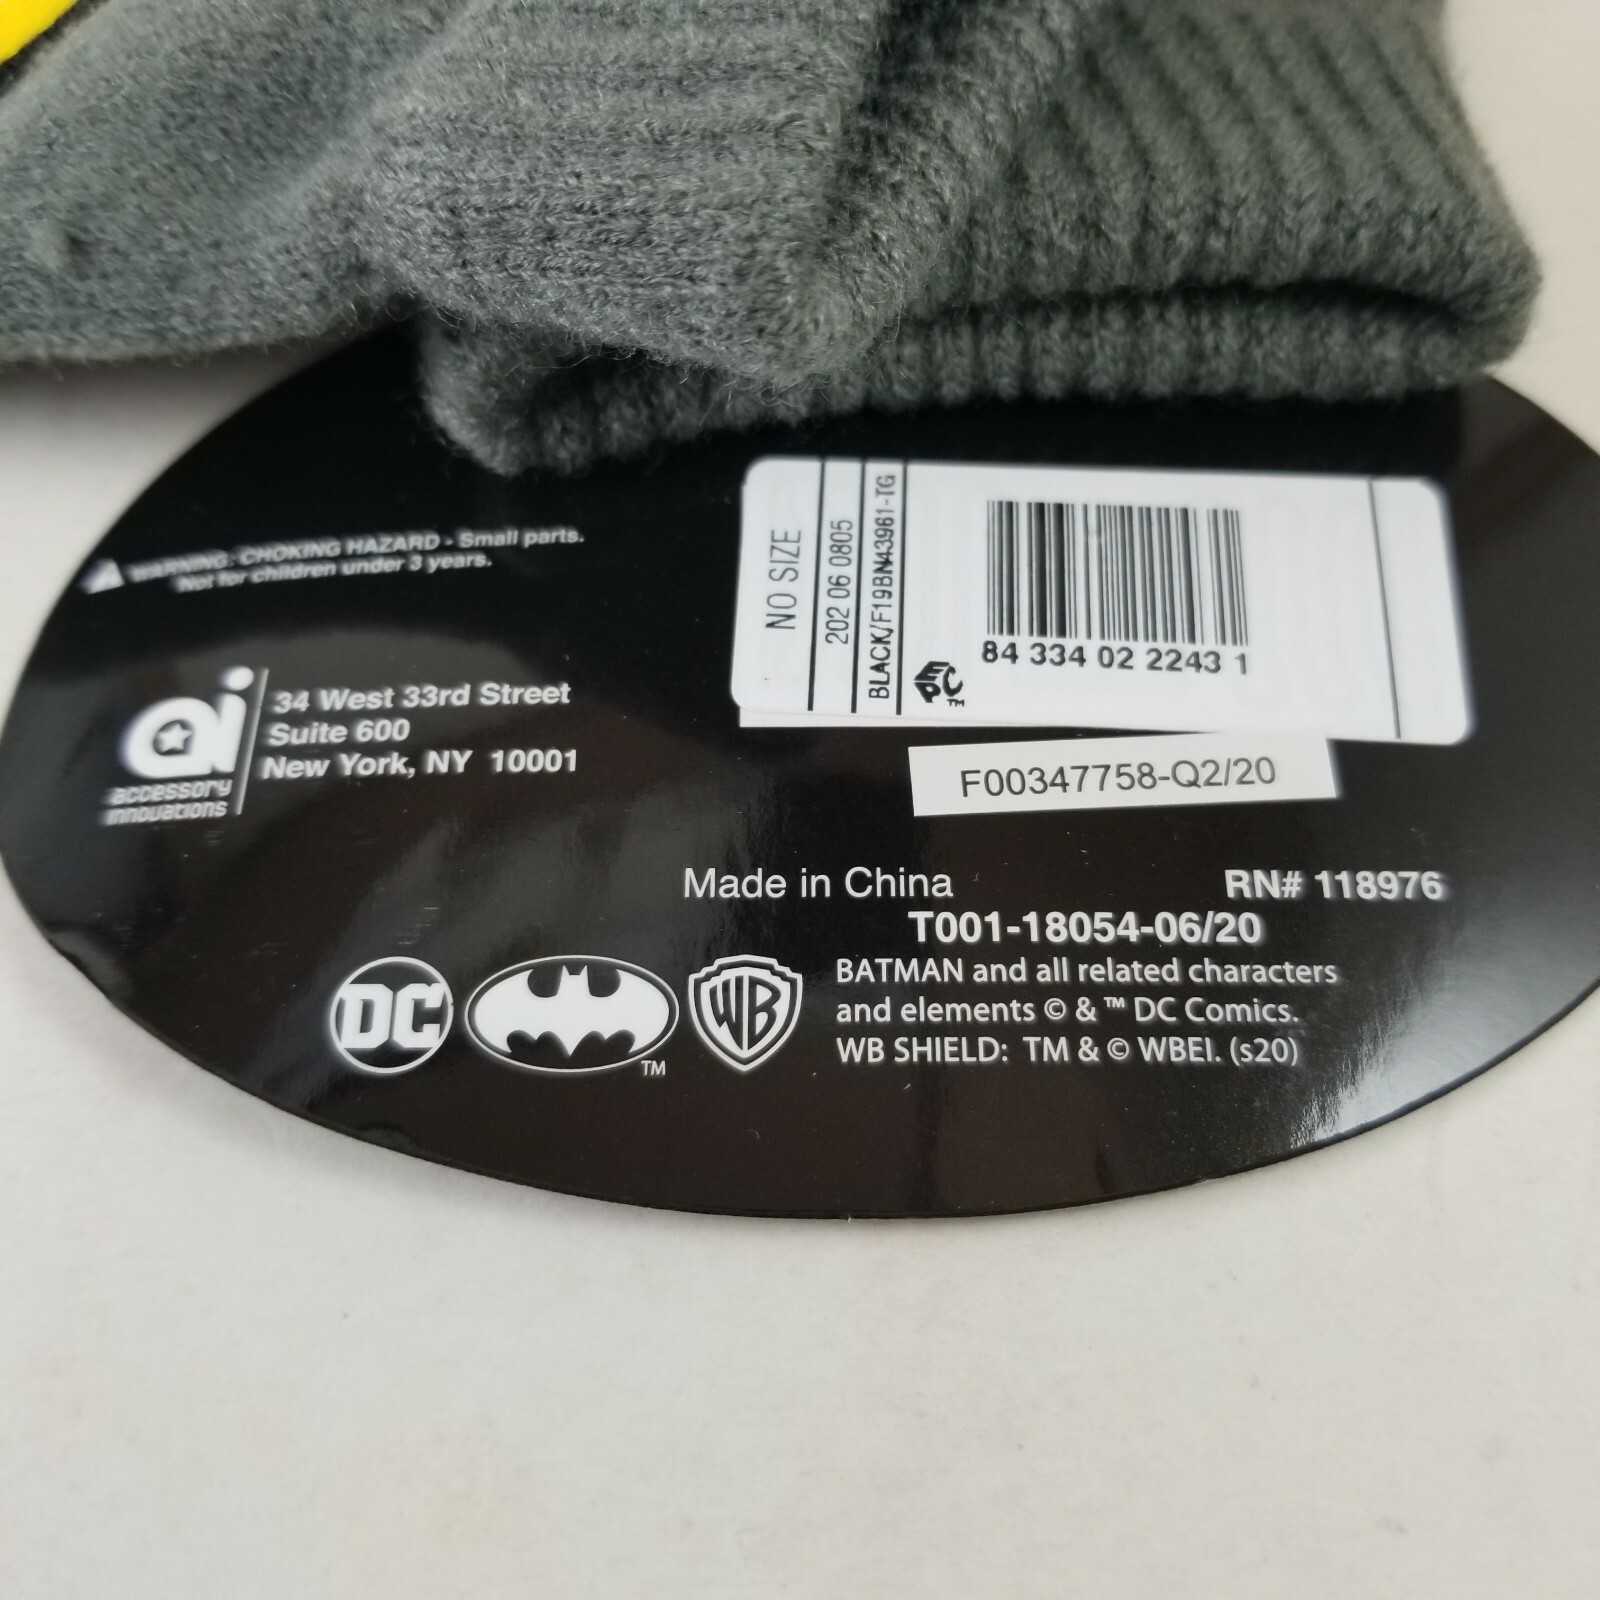 WARNING: CHOKING HAZARD - Small parts.
Not for children under 3 years.
ai
accessory
innovations
34 West 33rd Street
Suite 600
New York, NY 10001
NO SIZE
202 06 0805
BLACK/F19BN43961-TG
EPC™
84 334 02 2243 1
F00347758-Q2/20
Made in China
RN# 118976
T001-18054-06/20
DC
TM
WB
BATMAN and all related characters
and elements © & ™ DC Comics.
WB SHIELD: TM & © WBEI. (s20)